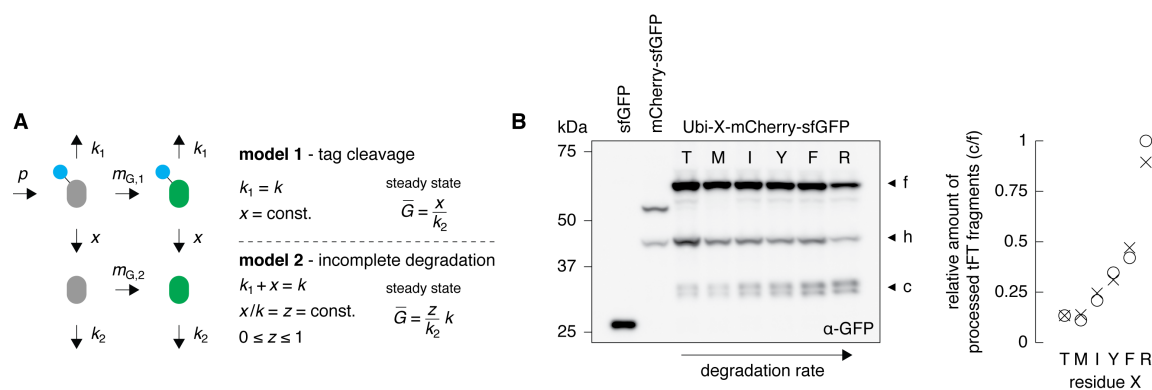 A
p
k1
mG,1
k1
x
x
mG,2
k2
k2
model 1 - tag cleavage
k1 = k
x = const.
steady state
G̅ = x/k2
model 2 - incomplete degradation
k1 + x = k
x/k = z = const.
0 ≤ z ≤ 1
steady state
G̅ = z/k2 k
B
kDa
sfGFP
mCherry-sfGFP
Ubi-X-mCherry-sfGFP
T M I Y F R
75
50
37
25
f
h
c
α-GFP
degradation rate
relative amount of
processed tFT fragments (c/f)
1
0.75
0.5
0.25
0
T M I Y F R
residue X